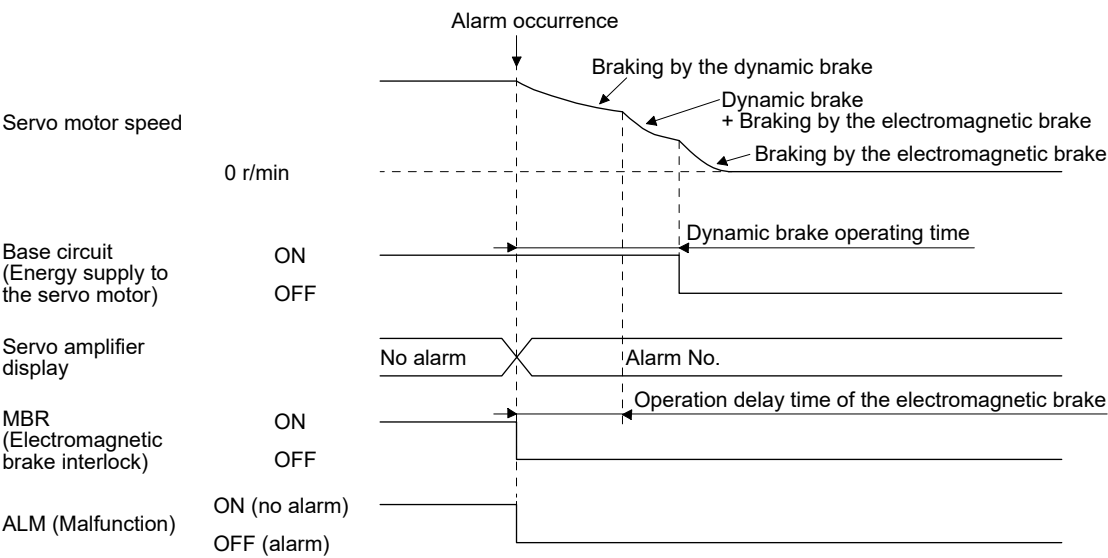 Alarm occurrence
Braking by the dynamic brake
Dynamic brake
+ Braking by the electromagnetic brake
Servo motor speed
Braking by the electromagnetic brake
0 r/min
Dynamic brake operating time
Base circuit
(Energy supply to
the servo motor)
ON
OFF
Servo amplifier
display
No alarm
Alarm No.
Operation delay time of the electromagnetic brake
MBR
(Electromagnetic
brake interlock)
ON
OFF
ALM (Malfunction)
ON (no alarm)
OFF (alarm)